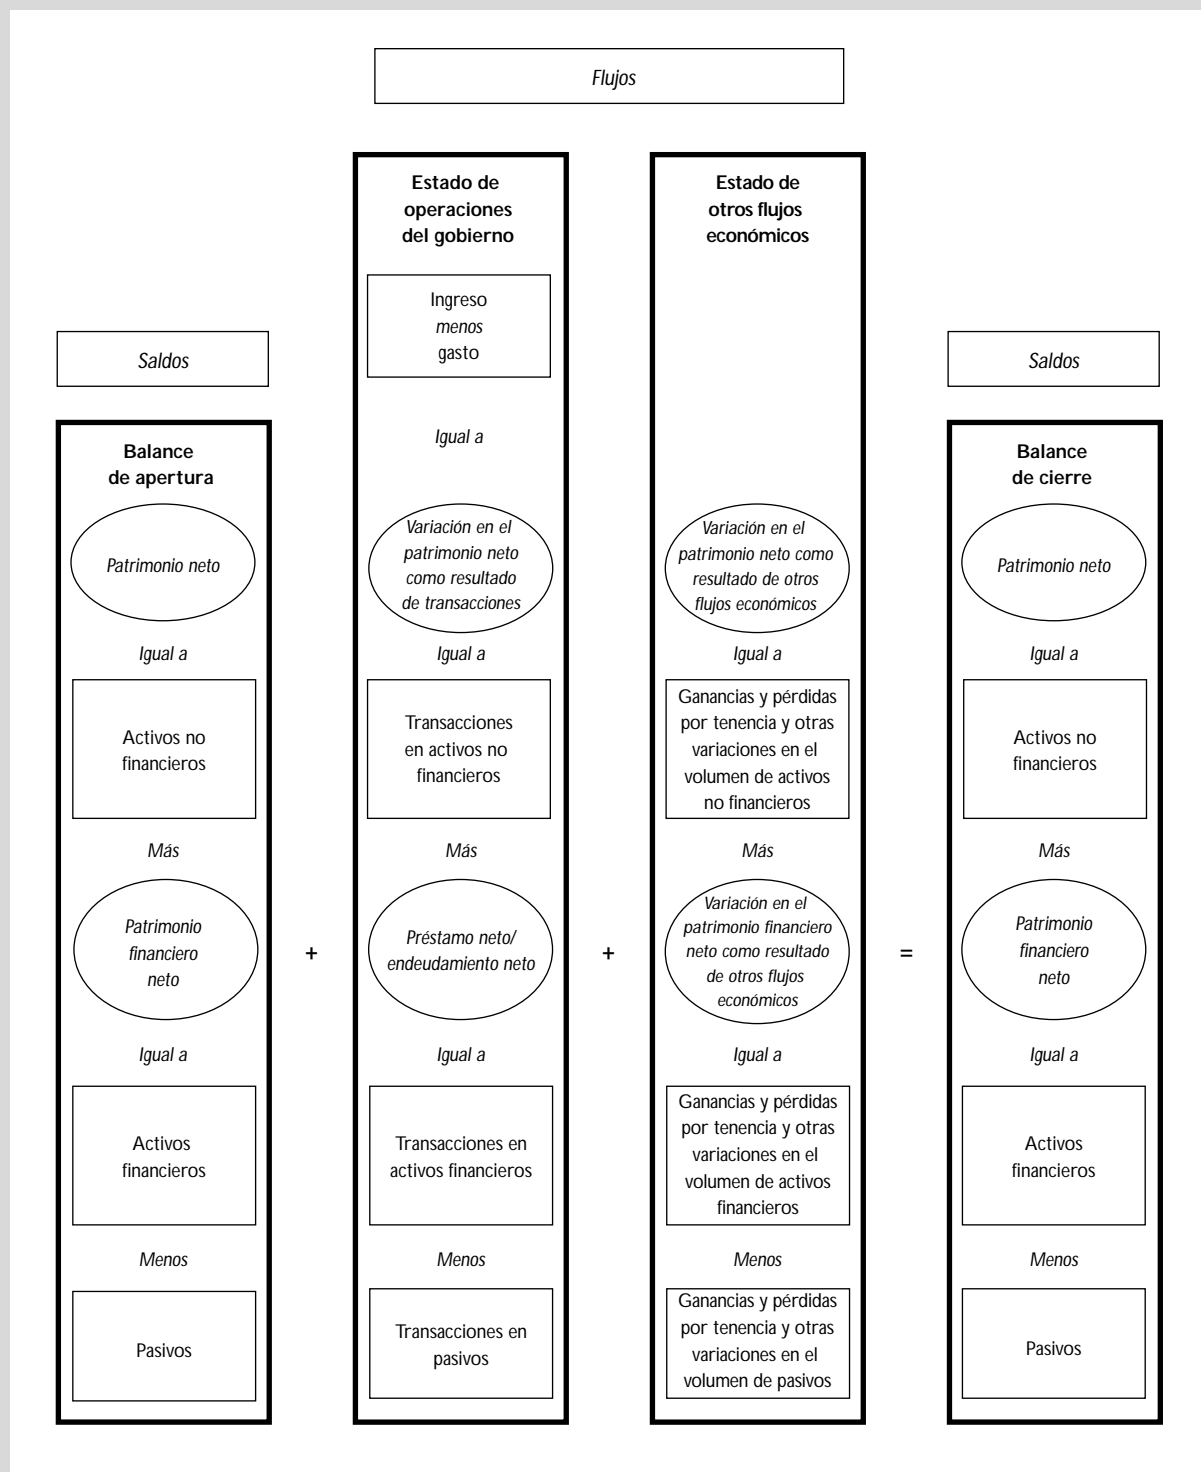 Flujos
Saldos
Balance
de apertura
Patrimonio neto
Igual a
Activos no
financieros
Más
Patrimonio
financiero
neto
Igual a
Activos
financieros
Menos
Pasivos
+
Estado de
operaciones
del gobierno
Ingreso
menos
gasto
Igual a
Variación en el
patrimonio neto
como resultado
de transacciones
Igual a
Transacciones
en activos no
financieros
Más
Préstamo neto/
endeudamiento neto
Igual a
Transacciones en
activos financieros
Menos
Transacciones en
pasivos
+
Estado de
otros flujos
económicos
Variación en el
patrimonio neto como
resultado de otros
flujos económicos
Igual a
Ganancias y pérdidas
por tenencia y otras
variaciones en el
volumen de activos
no financieros
Más
Variación en el
patrimonio financiero
neto como resultado
de otros flujos
económicos
Igual a
Ganancias y pérdidas
por tenencia y otras
variaciones en el
volumen de activos
financieros
Menos
Ganancias y pérdidas
por tenencia y otras
variaciones en el
volumen de pasivos
=
Saldos
Balance
de cierre
Patrimonio neto
Igual a
Activos no
financieros
Más
Patrimonio
financiero
neto
Igual a
Activos
financieros
Menos
Pasivos